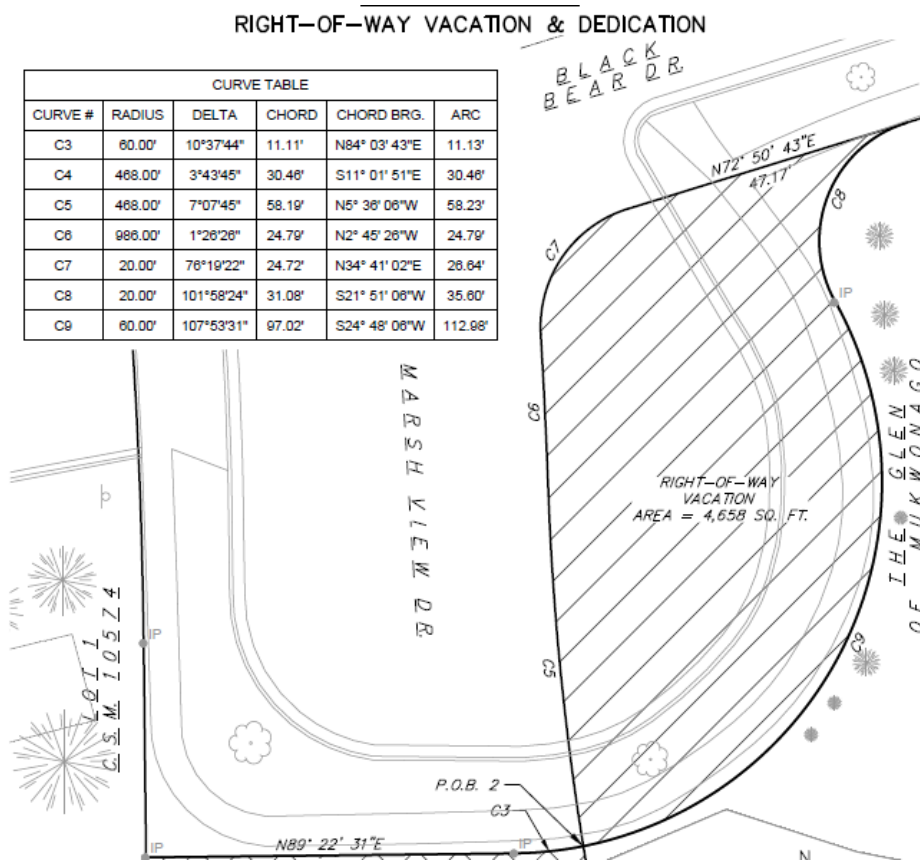 RIGHT-OF-WAY VACATION & DEDICATION
CURVE TABLE
CURVE # RADIUS DELTA CHORD CHORD BRG. ARC
C3 60.00' 10°37'44" 11.11' N84° 03' 43"E 11.13'
C4 468.00' 3°43'45" 30.46' S11° 01' 51"E 30.46'
C5 468.00' 7°07'45" 58.19' N5° 36' 06"W 58.23'
C6 986.00' 1°26'26" 24.79' N2° 45' 26"W 24.79'
C7 20.00' 76°19'22" 24.72' N34° 41' 02"E 26.64'
C8 20.00' 101°58'24" 31.08' S21° 51' 06"W 35.60'
C9 60.00' 107°53'31" 97.02' S24° 48' 06"W 112.98'
BLACK
BEAR DR.
N72° 50' 43"E
47.17'
C7
C8
IP
C6
MARSH VIEW DR.
RIGHT-OF-WAY
VACATION
AREA = 4,658 SQ. FT.
THE GLEN
OF MUKWONAGO
LOT 1
C.S.M. 10574
IP
C5
C9
P.O.B. 2
C3
N89° 22' 31"E
IP
IP
N